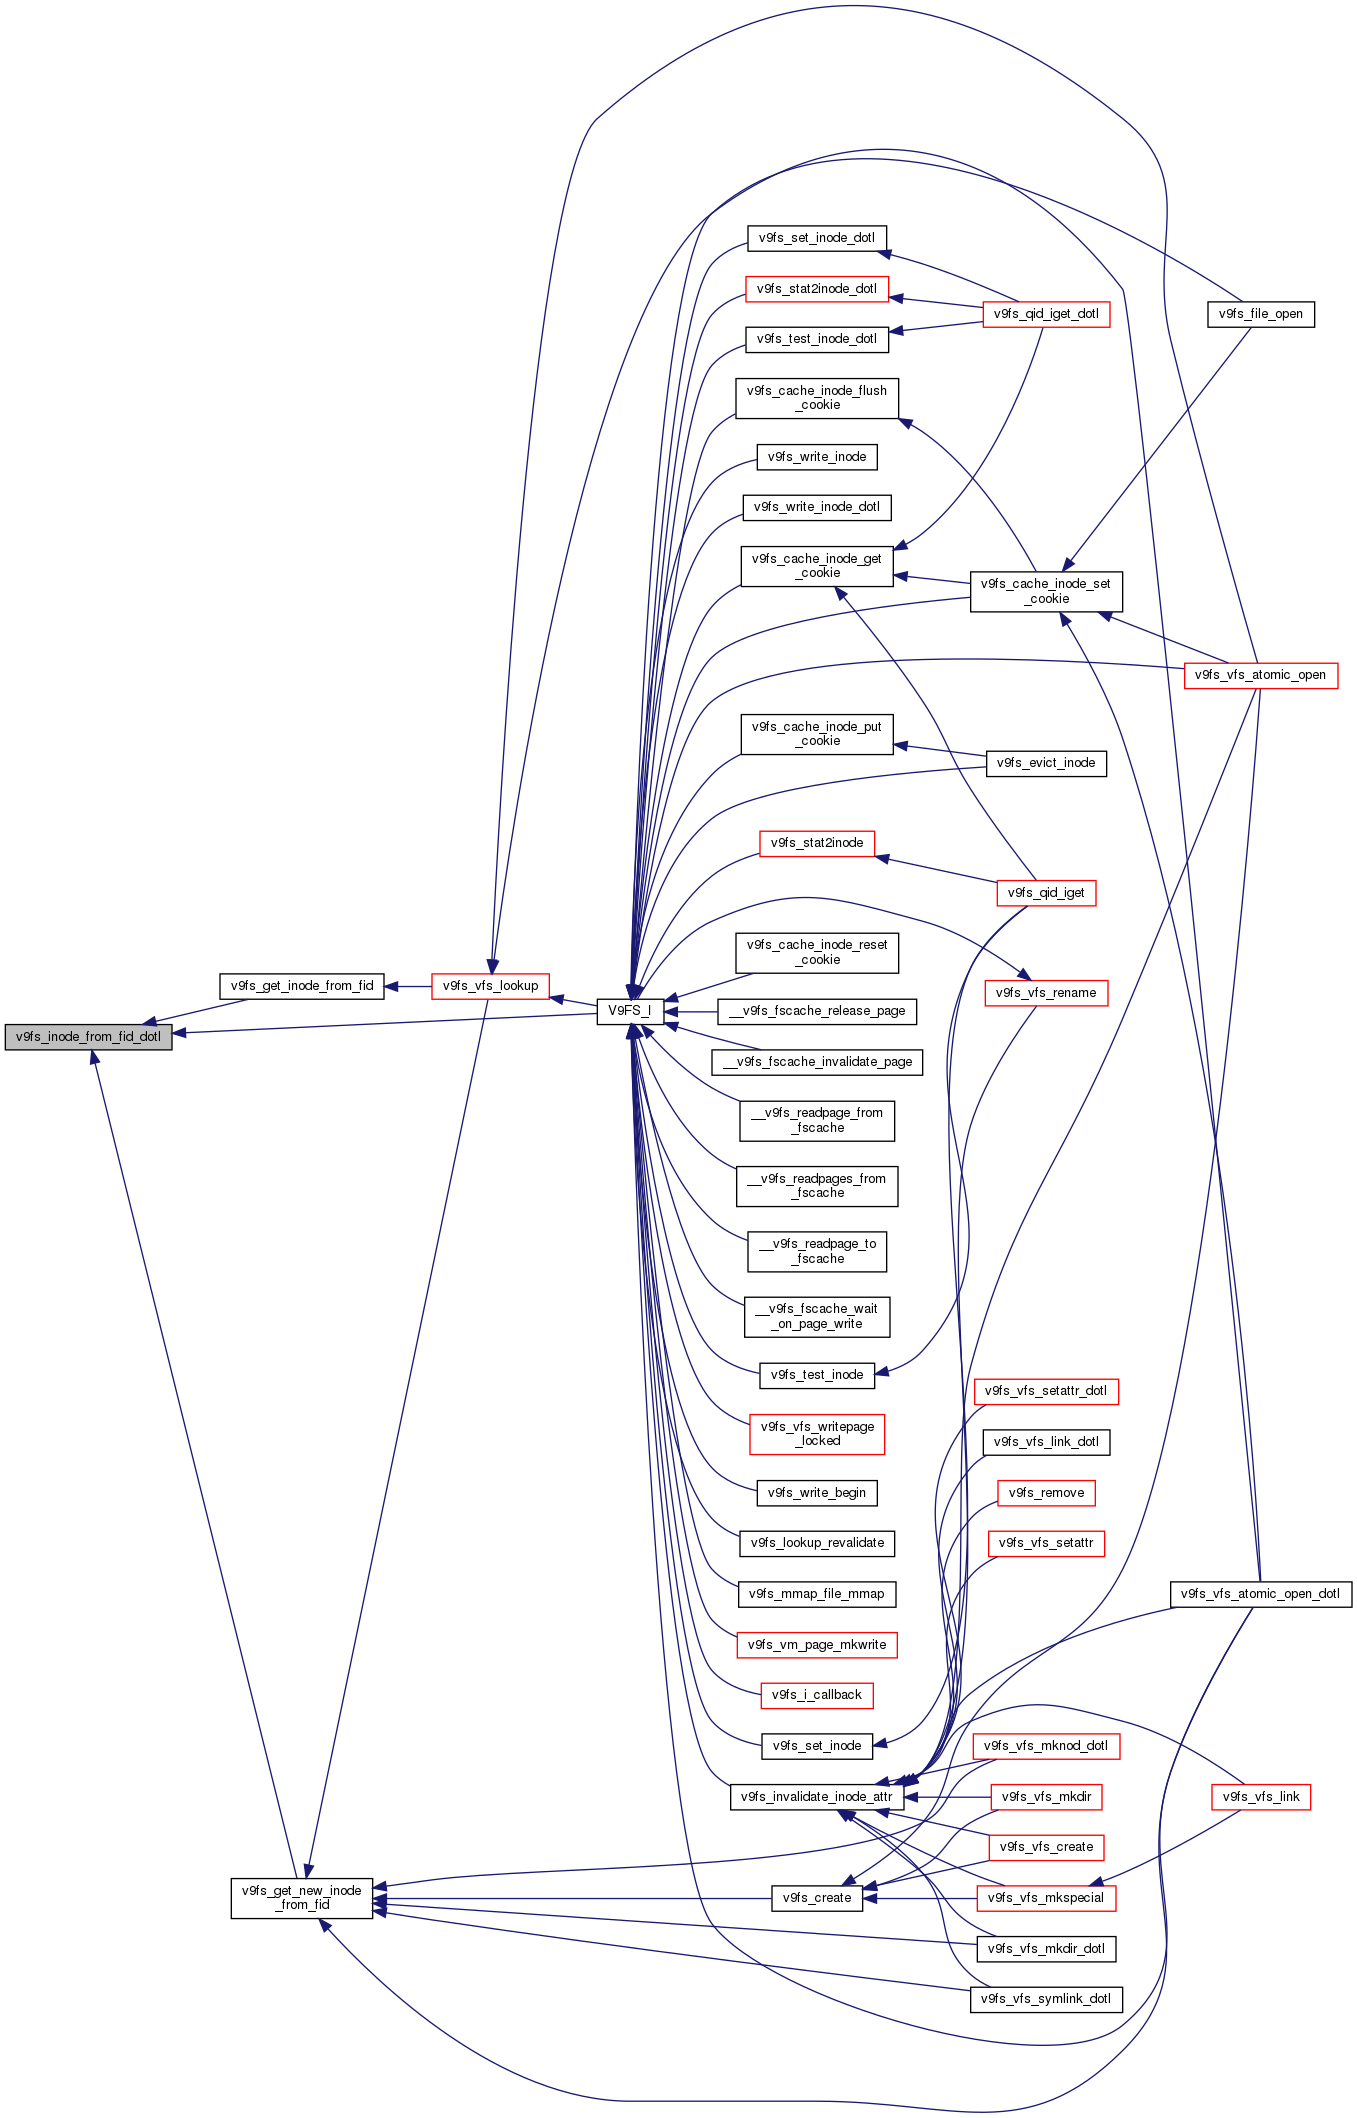 v9fs_set_inode_dotl
v9fs_stat2inode_dotl
v9fs_qid_iget_dotl
v9fs_file_open
v9fs_test_inode_dotl
v9fs_cache_inode_flush
_cookie
v9fs_write_inode
v9fs_write_inode_dotl
v9fs_cache_inode_get
_cookie
v9fs_cache_inode_set
_cookie
v9fs_vfs_atomic_open
v9fs_cache_inode_put
_cookie
v9fs_evict_inode
v9fs_stat2inode
v9fs_qid_iget
v9fs_cache_inode_reset
_cookie
v9fs_get_inode_from_fid
v9fs_vfs_lookup
v9fs_vfs_rename
V9FS_I
__v9fs_fscache_release_page
v9fs_inode_from_fid_dotl
__v9fs_fscache_invalidate_page
__v9fs_readpage_from
_fscache
__v9fs_readpages_from
_fscache
__v9fs_readpage_to
_fscache
__v9fs_fscache_wait
_on_page_write
v9fs_test_inode
v9fs_vfs_setattr_dotl
v9fs_vfs_writepage
_locked
v9fs_vfs_link_dotl
v9fs_write_begin
v9fs_remove
v9fs_lookup_revalidate
v9fs_vfs_setattr
v9fs_mmap_file_mmap
v9fs_vfs_atomic_open_dotl
v9fs_vm_page_mkwrite
v9fs_i_callback
v9fs_set_inode
v9fs_vfs_mknod_dotl
v9fs_invalidate_inode_attr
v9fs_vfs_mkdir
v9fs_vfs_link
v9fs_vfs_create
v9fs_get_new_inode
_from_fid
v9fs_create
v9fs_vfs_mkspecial
v9fs_vfs_mkdir_dotl
v9fs_vfs_symlink_dotl